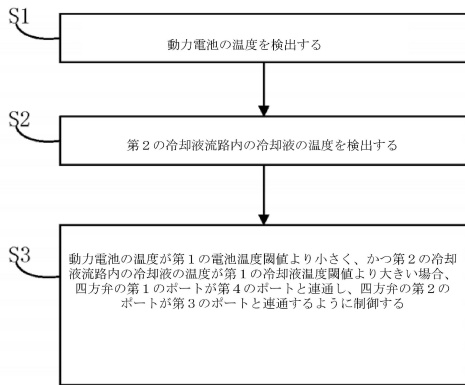 S1
動力電池の温度を検出する
S2
第2の冷却液流路内の冷却液の温度を検出する
S3
動力電池の温度が第1の電池温度閾値より小さく、かつ第2の冷却
液流路内の冷却液の温度が第1の冷却液温度閾値より大きい場合、
四方弁の第1のポートが第4のポートと連通し、四方弁の第2の
ポートが第3のポートと連通するように制御する